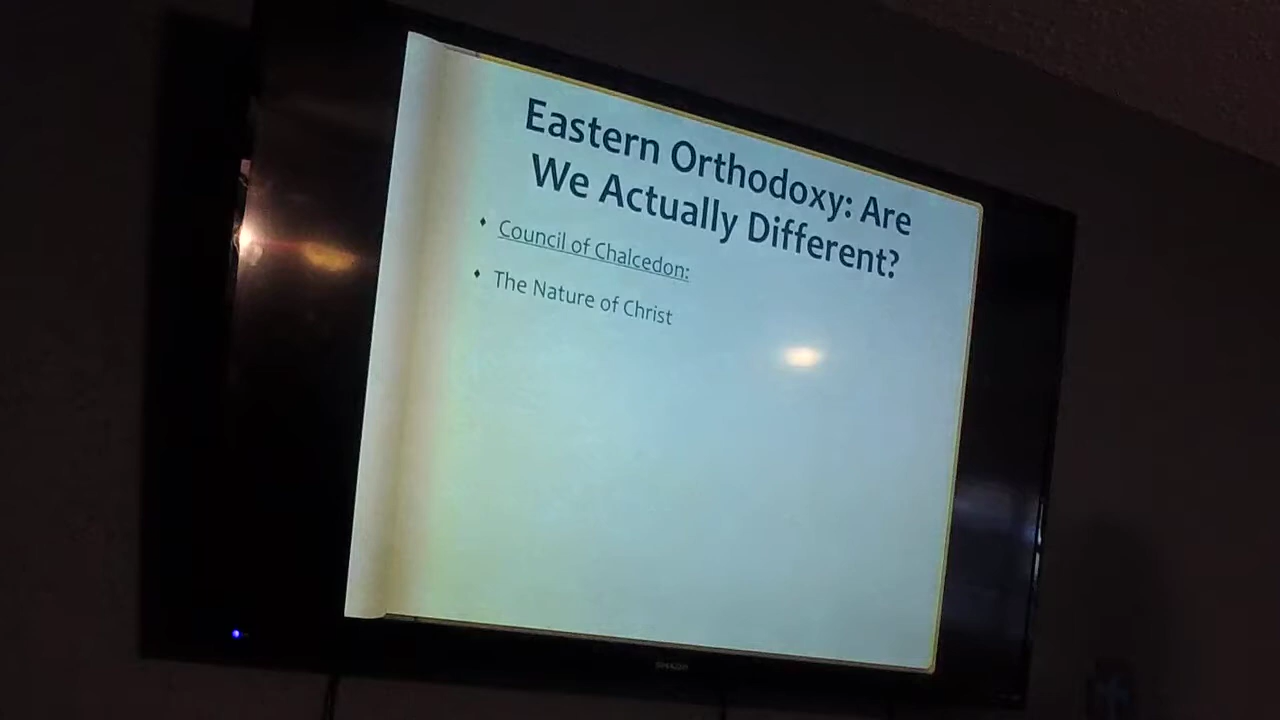 Eastern Orthodoxy: Are
We Actually Different?
Council of Chalcedon:
The Nature of Christ